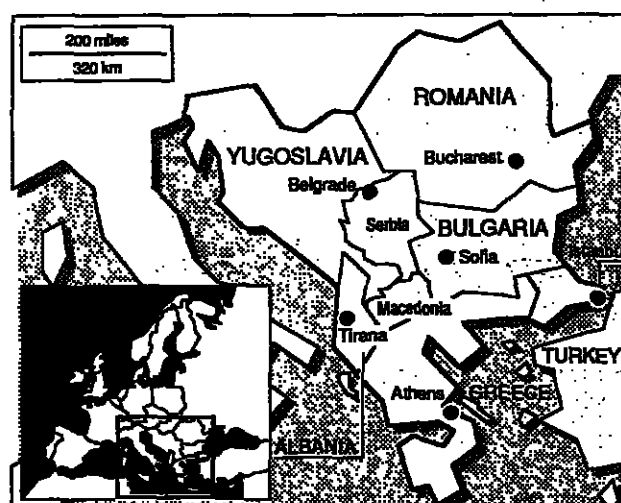 200 miles
320 km
ROMANIA
YUGOSLAVIA
Bucharest
Belgrade
Serbia
BULGARIA
Sofia
Macedonia
Tirana
TURKEY
Athens
GREECE
ALBANIA